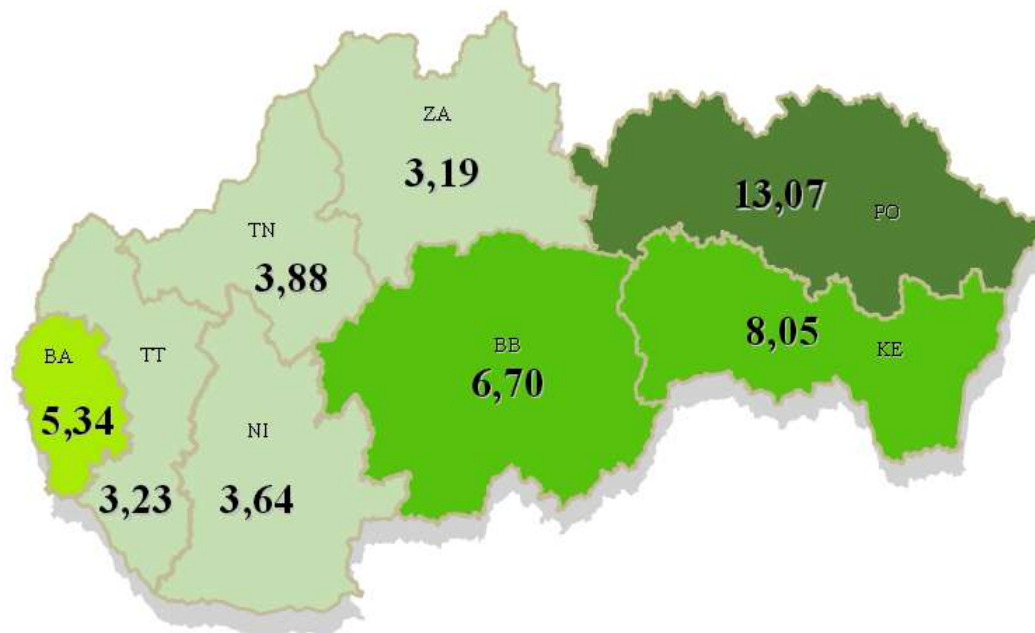 ZA
3,19
13,07
PO
TN
3,88
BA
5,34
TT
3,23
NI
3,64
BB
6,70
8,05
KE